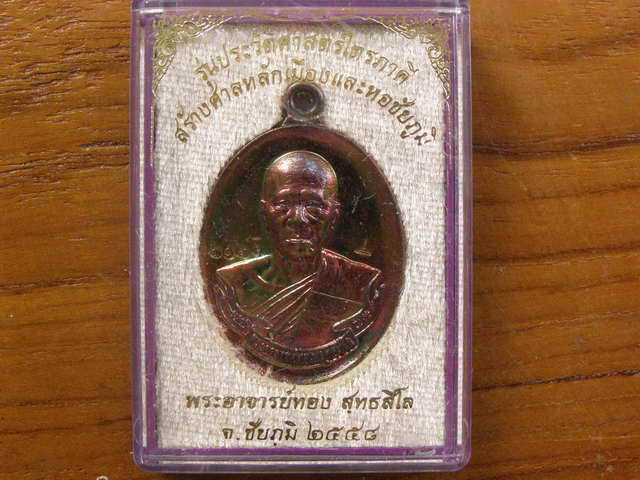 รุ่นประวัติศาสตร์ไตรภาคี
สร้างศาลหลักเมืองและหอชัยภูมิ
พระอาจารย์ทอง สุทธสีโล
จ.ชัยภูมิ ๒๕๕๘